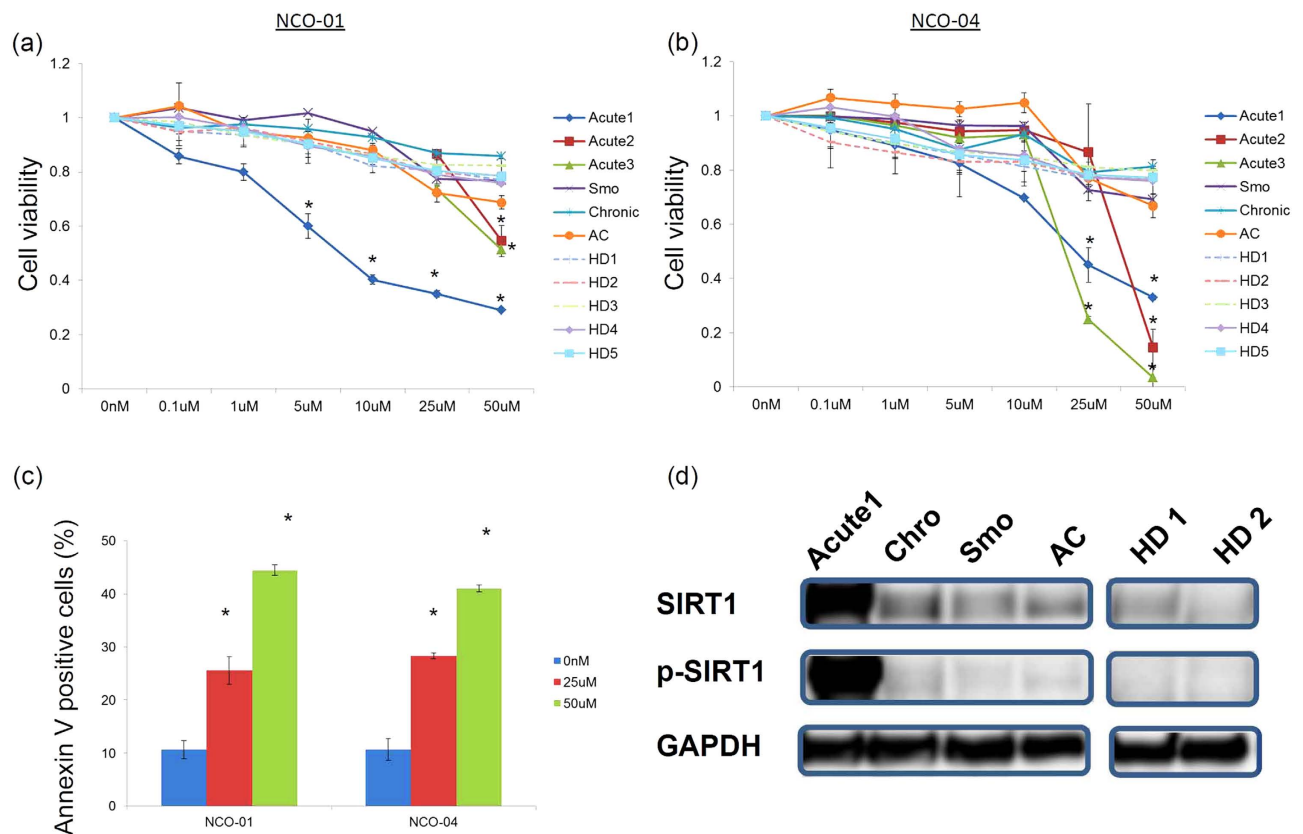 NCO-01
NCO-04
(a)
(b)
Cell viability
1.2
1
0.8
0.6
0.4
0.2
0
0nM 0.1uM 1uM 5uM 10uM 25uM 50uM
* * * * * *
Acute1
Acute2
Acute3
Smo
Chronic
AC
HD1
HD2
HD3
HD4
HD5
Cell viability
1.2
1
0.8
0.6
0.4
0.2
0
0nM 0.1uM 1uM 5uM 10uM 25uM 50uM
* * * * *
Acute1
Acute2
Acute3
Smo
Chronic
AC
HD1
HD2
HD3
HD4
HD5
(c)
Annexin V positive cells (%)
50
40
30
20
10
0
* * * *
NCO-01 NCO-04
0nM
25uM
50uM
(d)
Acute1 Chro Smo AC HD 1 HD 2
SIRT1
p-SIRT1
GAPDH